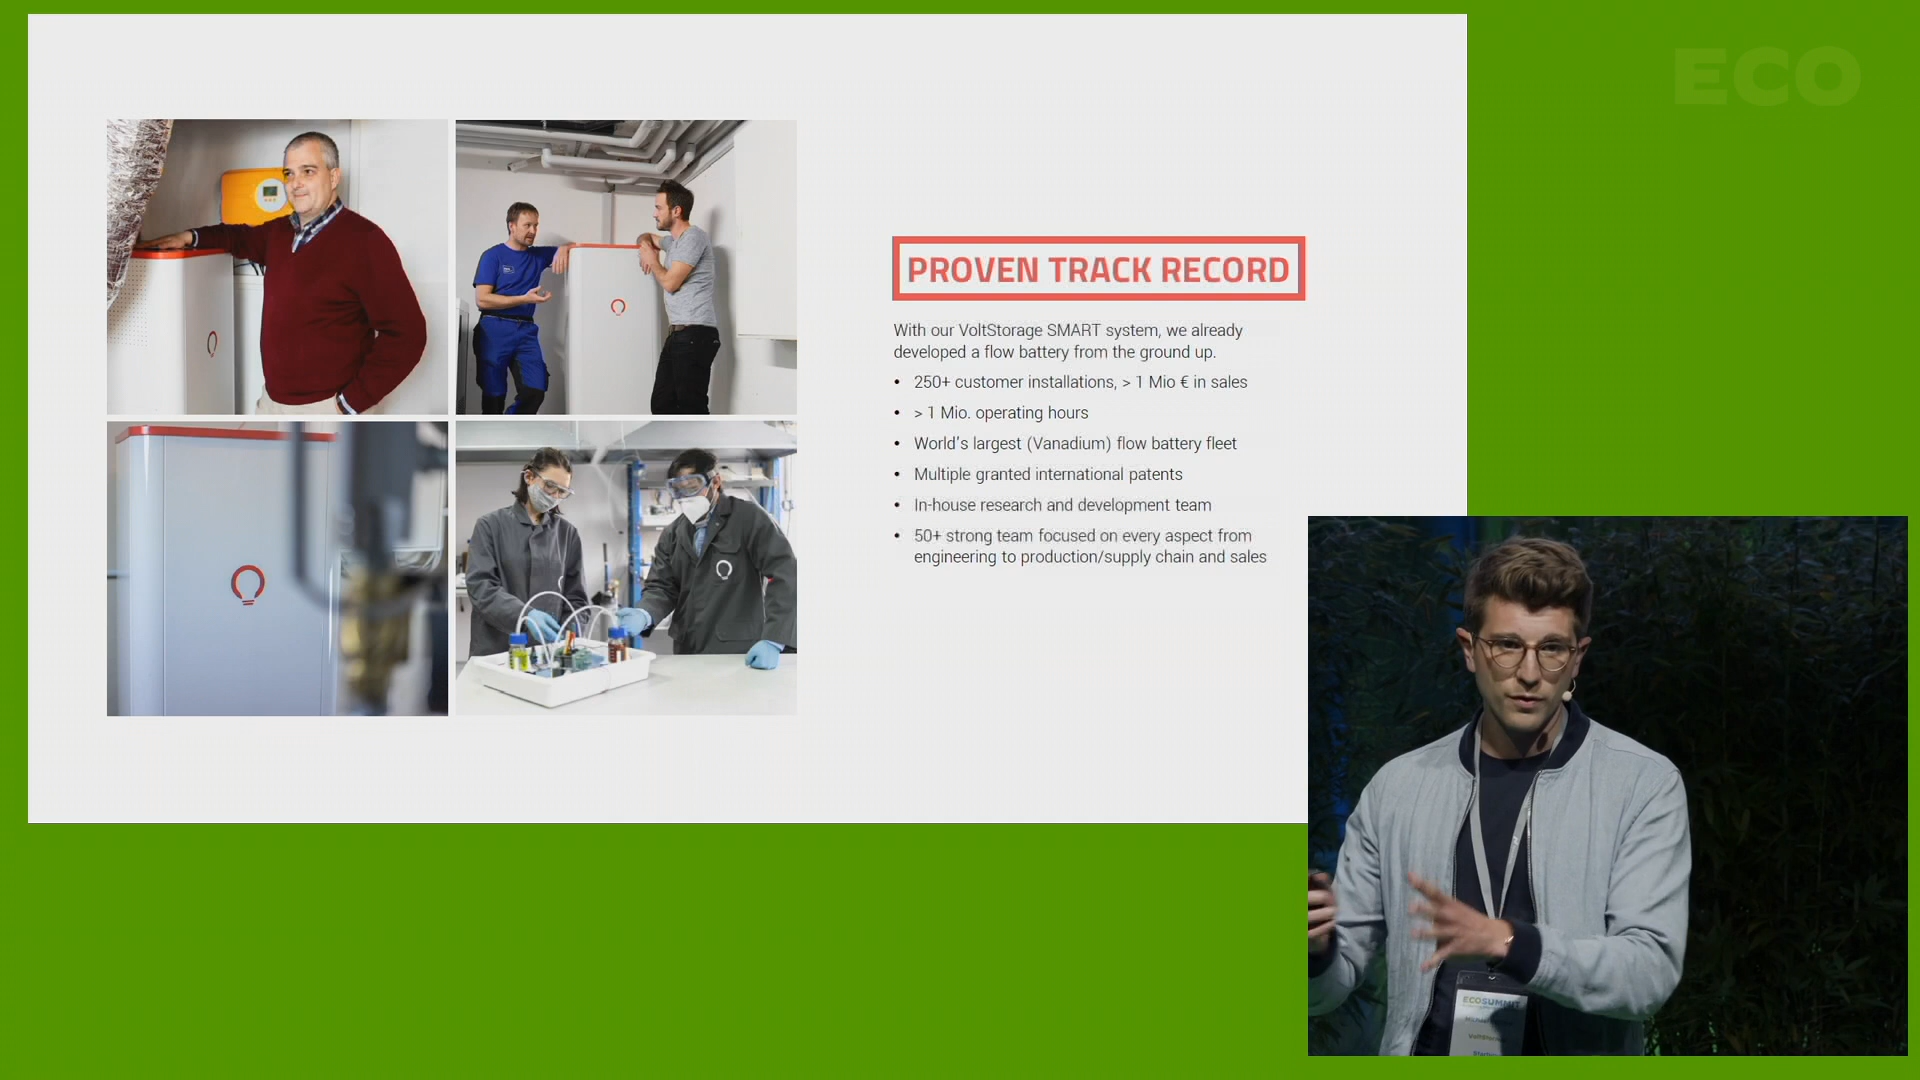 ECO
PROVEN TRACK RECORD
With our VoltStorage SMART system, we already
developed a flow battery from the ground up.
• 250+ customer installations, > 1 Mio € in sales
• > 1 Mio. operating hours
• World's largest (Vanadium) flow battery fleet
• Multiple granted international patents
• In-house research and development team
• 50+ strong team focused on every aspect from
engineering to production/supply chain and sales
ECOSUMMIT